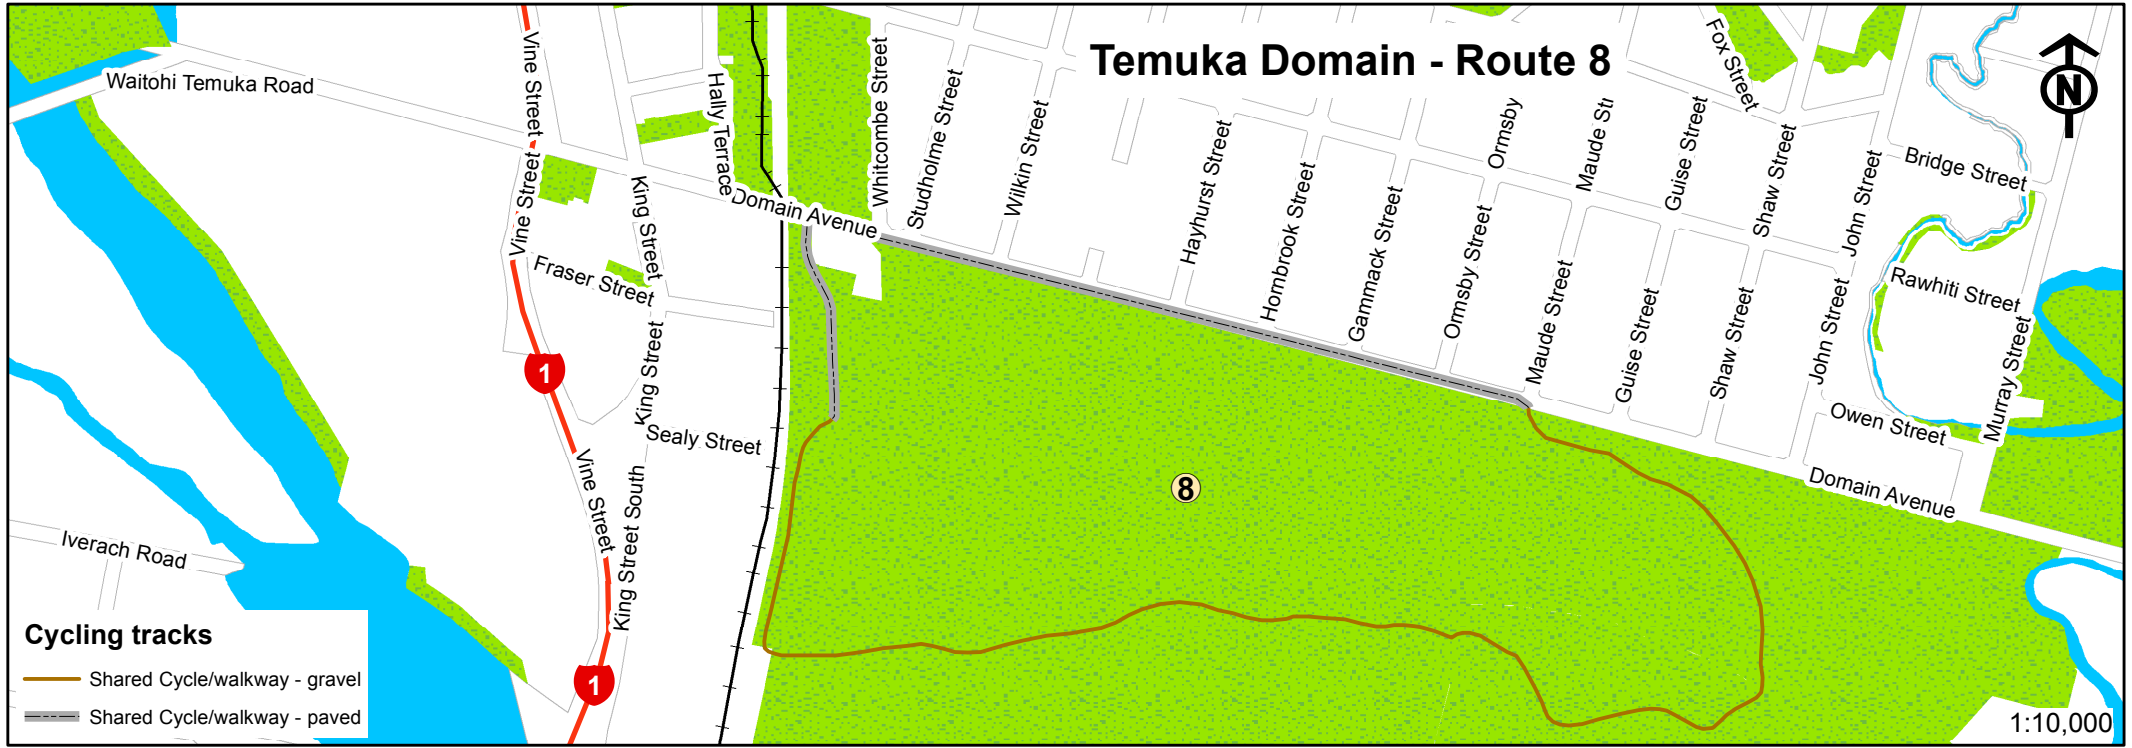 Temuka Domain - Route 8
N
Waitohi Temuka Road
Vine Street
Vine Street
Hally Terrace
King Street
Domain Avenue
Whitcombe Street
Studholme Street
Wilkin Street
Hayhurst Street
Hornbrook Street
Gammack Street
Ormsby
Ormsby Street
Maude Street
Fox Street
Guise Street
Shaw Street
John Street
Bridge Street
Rawhiti Street
Fraser Street
King Street
Sealy Street
1
Vine Street
King Street South
1
8
Guise Street
Shaw Street
John Street
Murray Street
Owen Street
Domain Avenue
Iverach Road
Cycling tracks
Shared Cycle/walkway - gravel
Shared Cycle/walkway - paved
1:10,000